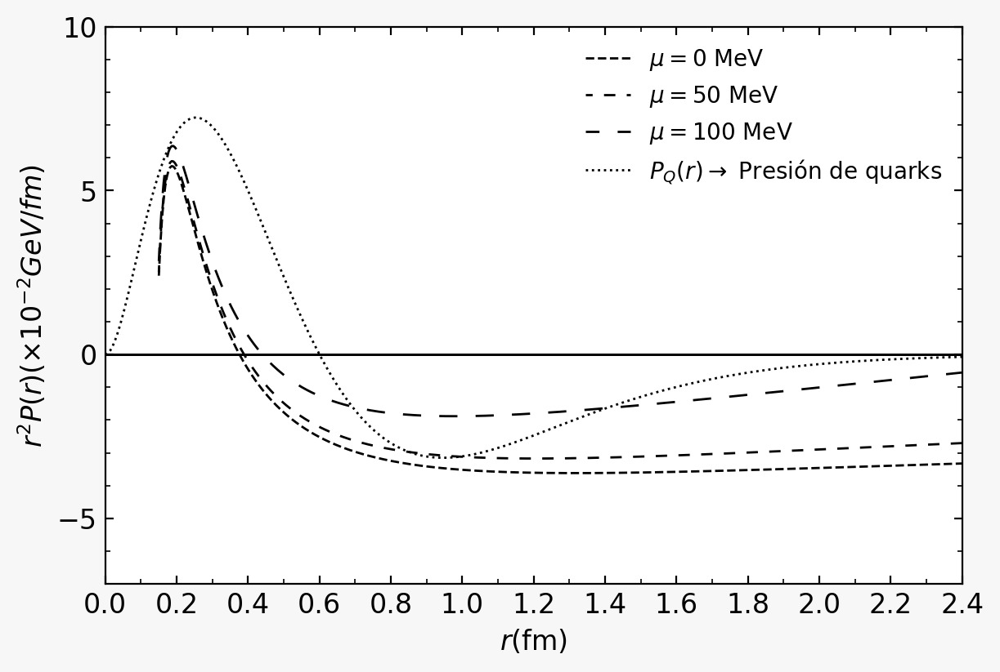 10
5
0
−5
r²P(r)(×10⁻²GeV/fm)
μ = 0 MeV
μ = 50 MeV
μ = 100 MeV
P_Q(r) → Presión de quarks
0.0 0.2 0.4 0.6 0.8 1.0 1.2 1.4 1.6 1.8 2.0 2.2 2.4
r(fm)